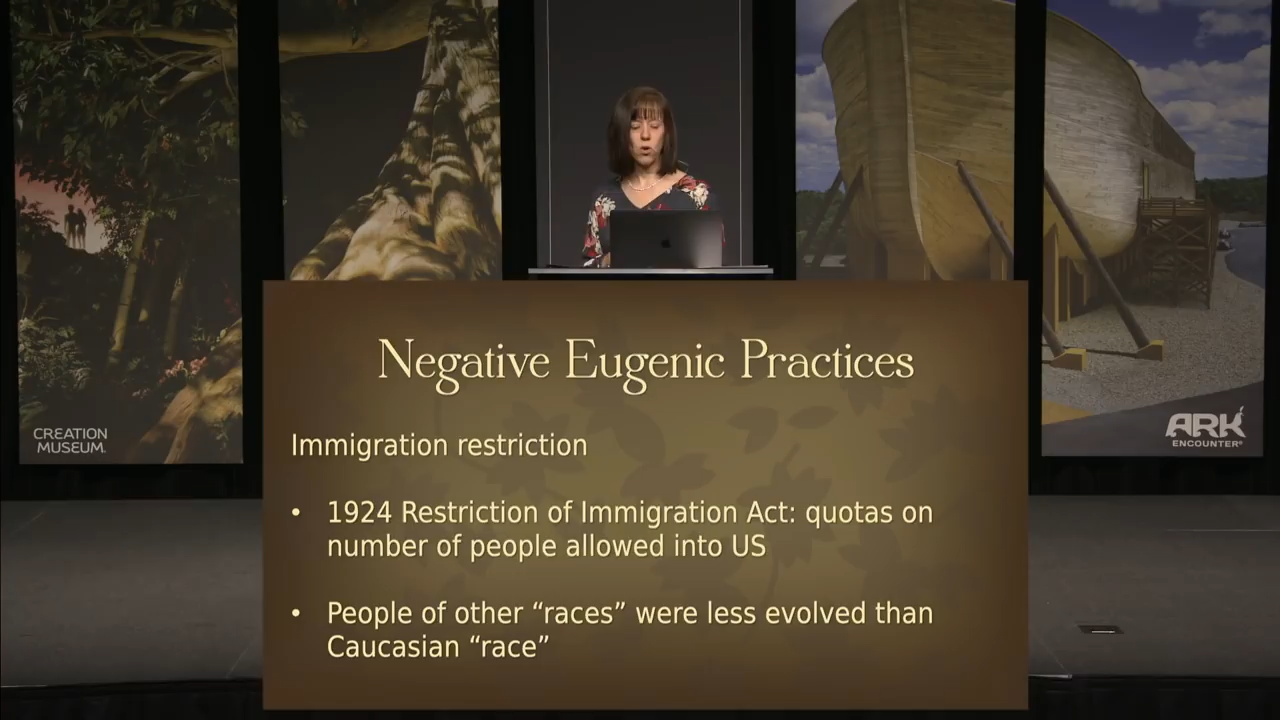 CREATION
MUSEUM.
ARK
ENCOUNTER®
Negative Eugenic Practices
Immigration restriction
• 1924 Restriction of Immigration Act: quotas on
number of people allowed into US
• People of other “races” were less evolved than
Caucasian “race”